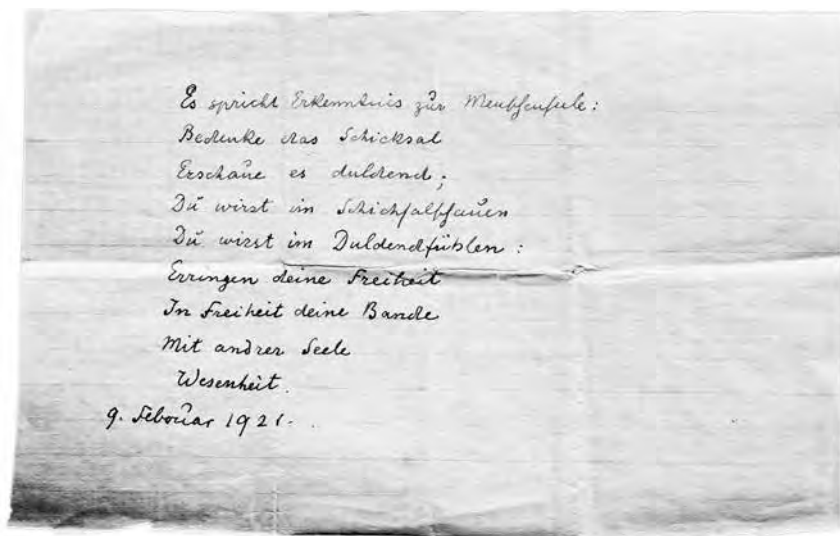 Es spricht Erkenntnis zur Menschenseele:
Bedenke das Schicksal
Erschaue es duldend;
Du wirst im Schicksalschauen
Du wirst im Duldendfühlen:
Erringen deine Freiheit
In Freiheit deine Bande
Mit andrer Seele
Wesenheit.
9. Februar 1921.